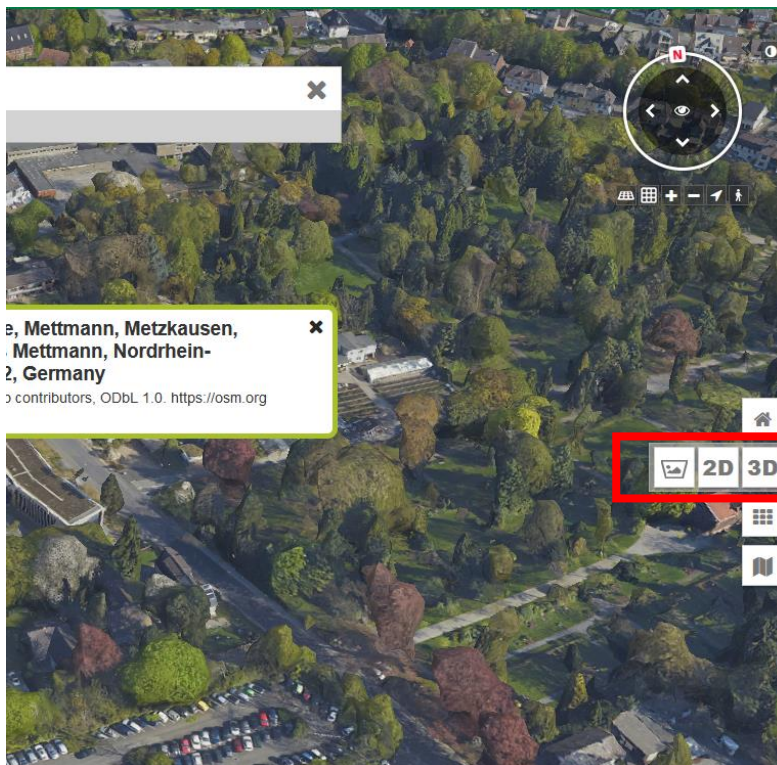 N
e, Mettmann, Metzkausen,
Mettmann, Nordrhein-
2, Germany
contributors, ODbL 1.0. https://osm.org
2D 3D